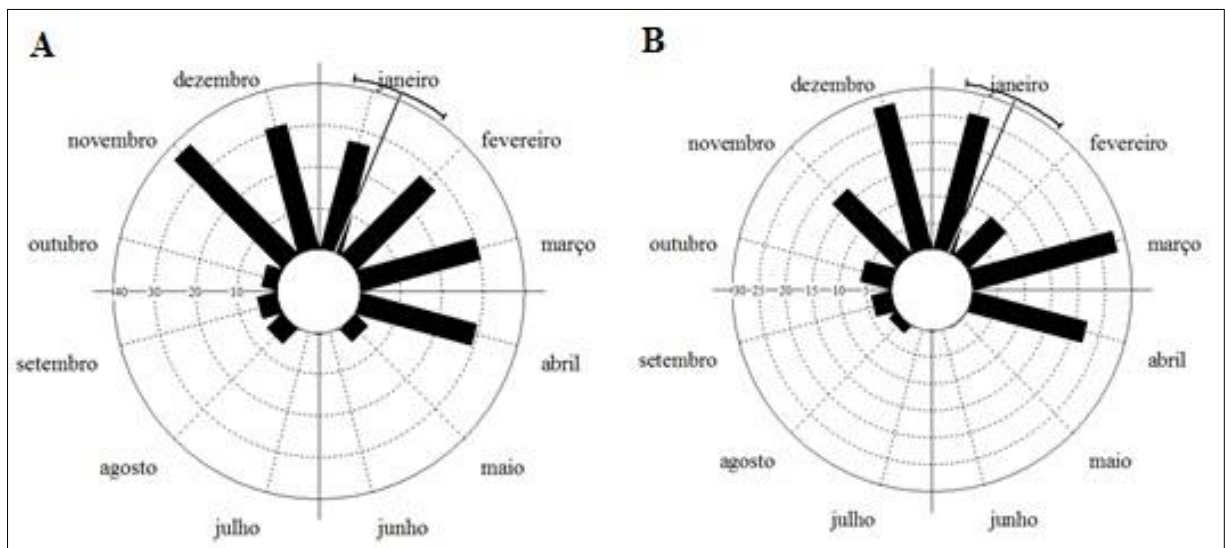 A
dezembro
janeiro
novembro
fevereiro
outubro
março
40 30 20 10
setembro
abril
agosto
maio
julho
junho
B
dezembro
janeiro
novembro
fevereiro
outubro
março
30 25 20 15 10 5
setembro
abril
agosto
maio
julho
junho